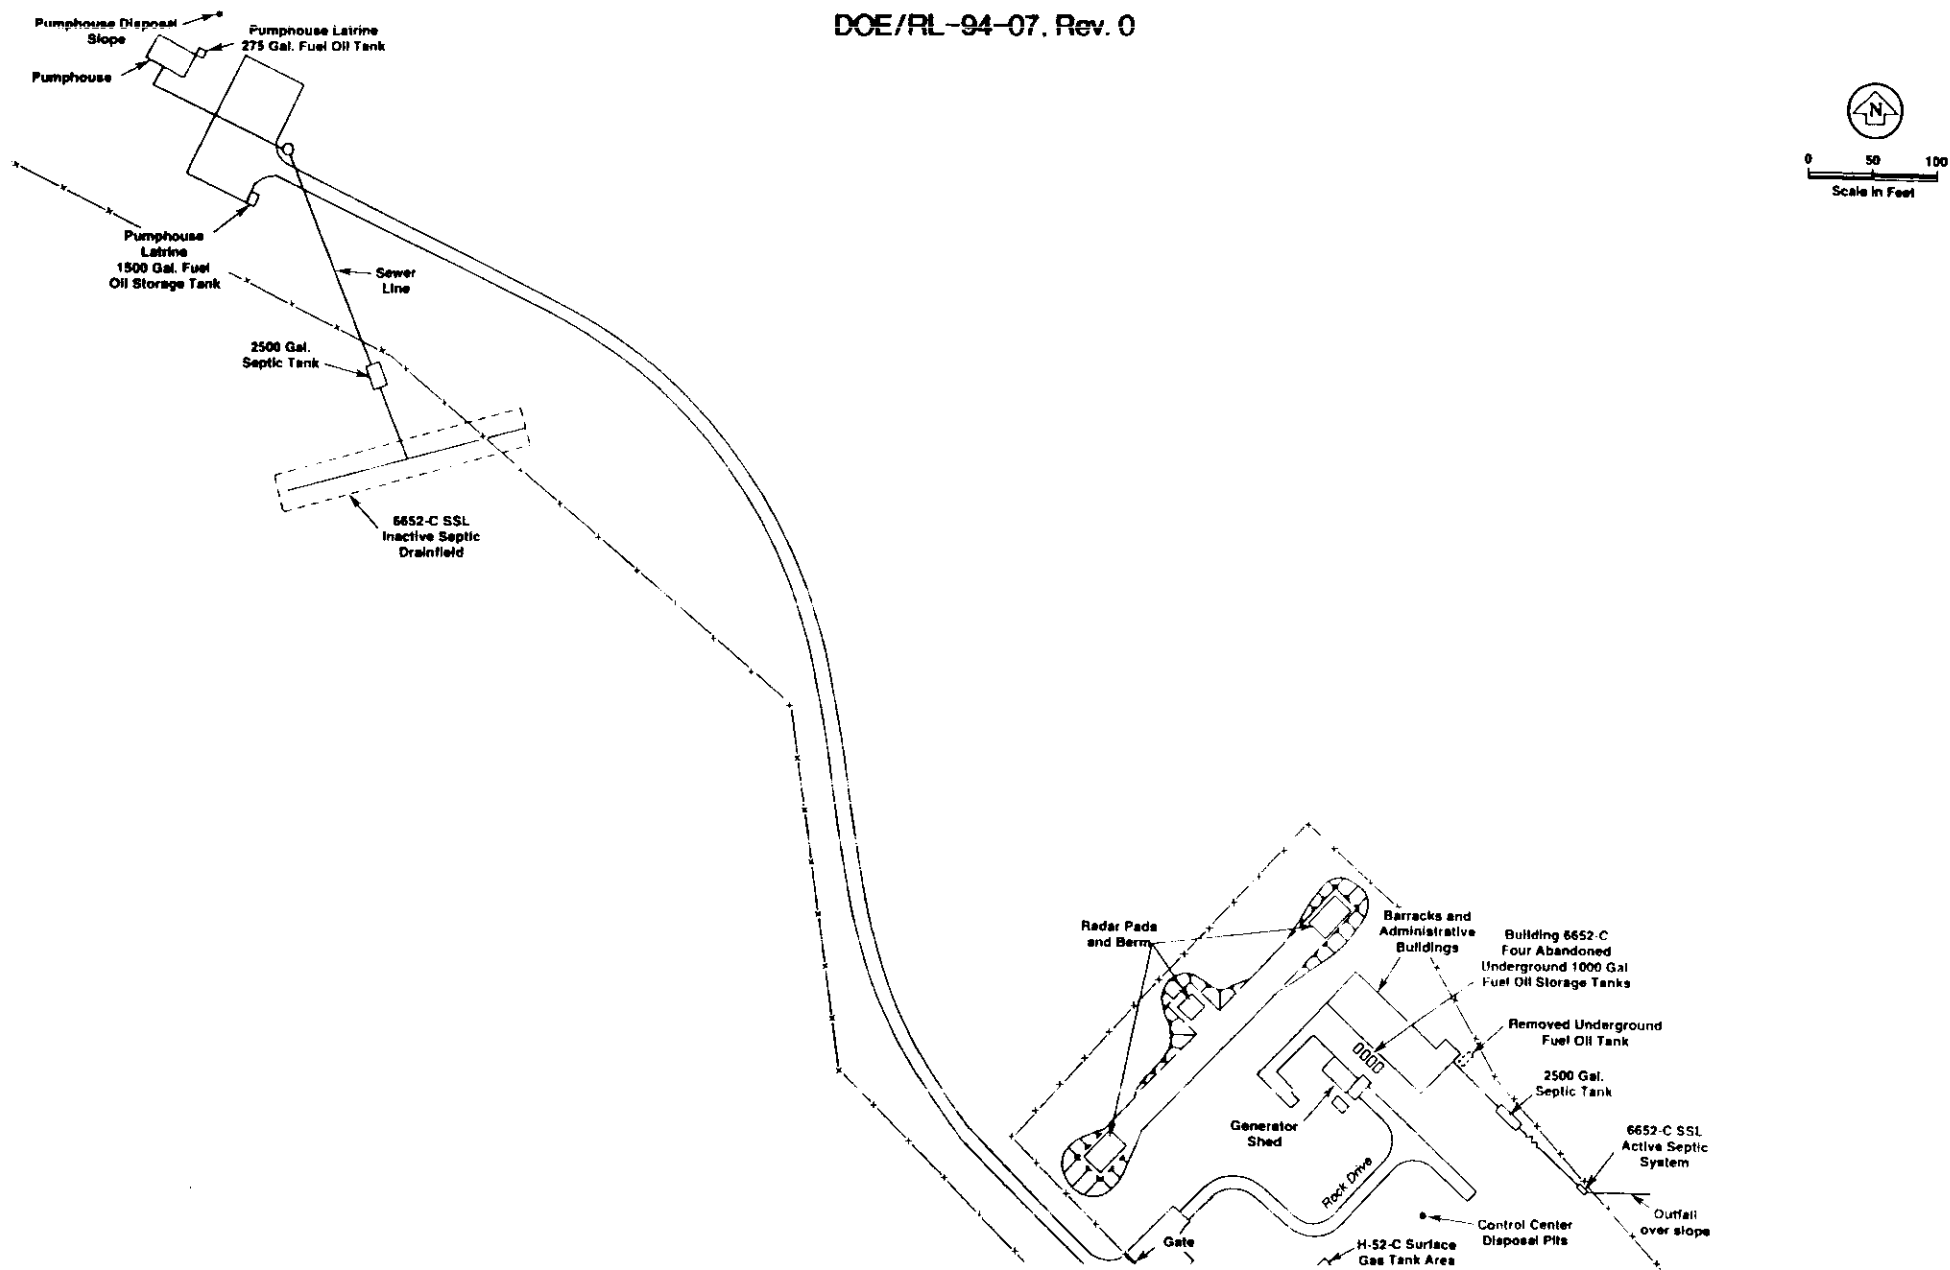 DOE/RL-94-07, Rev. 0
Pumphouse Disposal
Slope
Pumphouse Latrine
275 Gal. Fuel Oil Tank
Pumphouse
N
0 50 100
Scale in Feet
Pumphouse
Latrine
1500 Gal. Fuel
Oil Storage Tank
Sewer
Line
2500 Gal.
Septic Tank
6652-C SSL
Inactive Septic
Drainfield
Radar Pads
and Berm
Barracks and
Administrative
Buildings
Building 6652-C
Four Abandoned
Underground 1000 Gal
Fuel Oil Storage Tanks
Removed Underground
Fuel Oil Tank
2500 Gal.
Septic Tank
Generator
Shed
6652-C SSL
Active Septic
System
Rock Drive
Outfall
over slope
Control Center
Disposal Pits
Gate
H-52-C Surface
Gas Tank Area